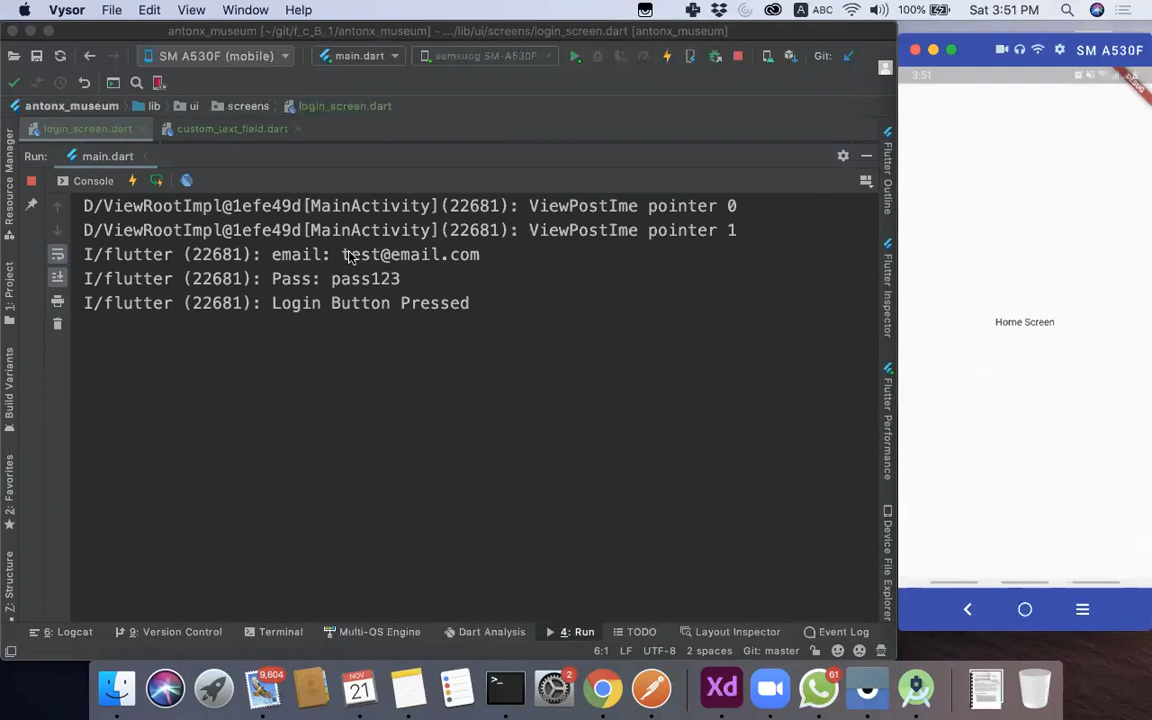 Vysor File Edit View Window Help A ABC 100% Sat 3:51 PM
antonx_museum [~/git/f_c_B_1/antonx_museum] - .../lib/ui/screens/login_screen.dart [antonx_museum]
SM A530F (mobile) main.dart samsung SM-A530F Git:
antonx_museum lib ui screens login_screen.dart
login_screen.dart custom_text_field.dart
Run: main.dart
Console
D/ViewRootImpl@1efe49d[MainActivity](22681): ViewPostIme pointer 0
D/ViewRootImpl@1efe49d[MainActivity](22681): ViewPostIme pointer 1
I/flutter (22681): email: test@email.com
I/flutter (22681): Pass: pass123
I/flutter (22681): Login Button Pressed
Resource Manager
1: Project
Build Variants
2: Favorites
Z: Structure
Flutter Outline
Flutter Inspector
Flutter Performance
Device File Explorer
6: Logcat 9: Version Control Terminal Multi-OS Engine Dart Analysis 4: Run TODO Layout Inspector Event Log
6:1 LF UTF-8 2 spaces Git: master
SM A530F
3:51
DEBUG
Home Screen
9,604
NOV
21
2
Xd
61